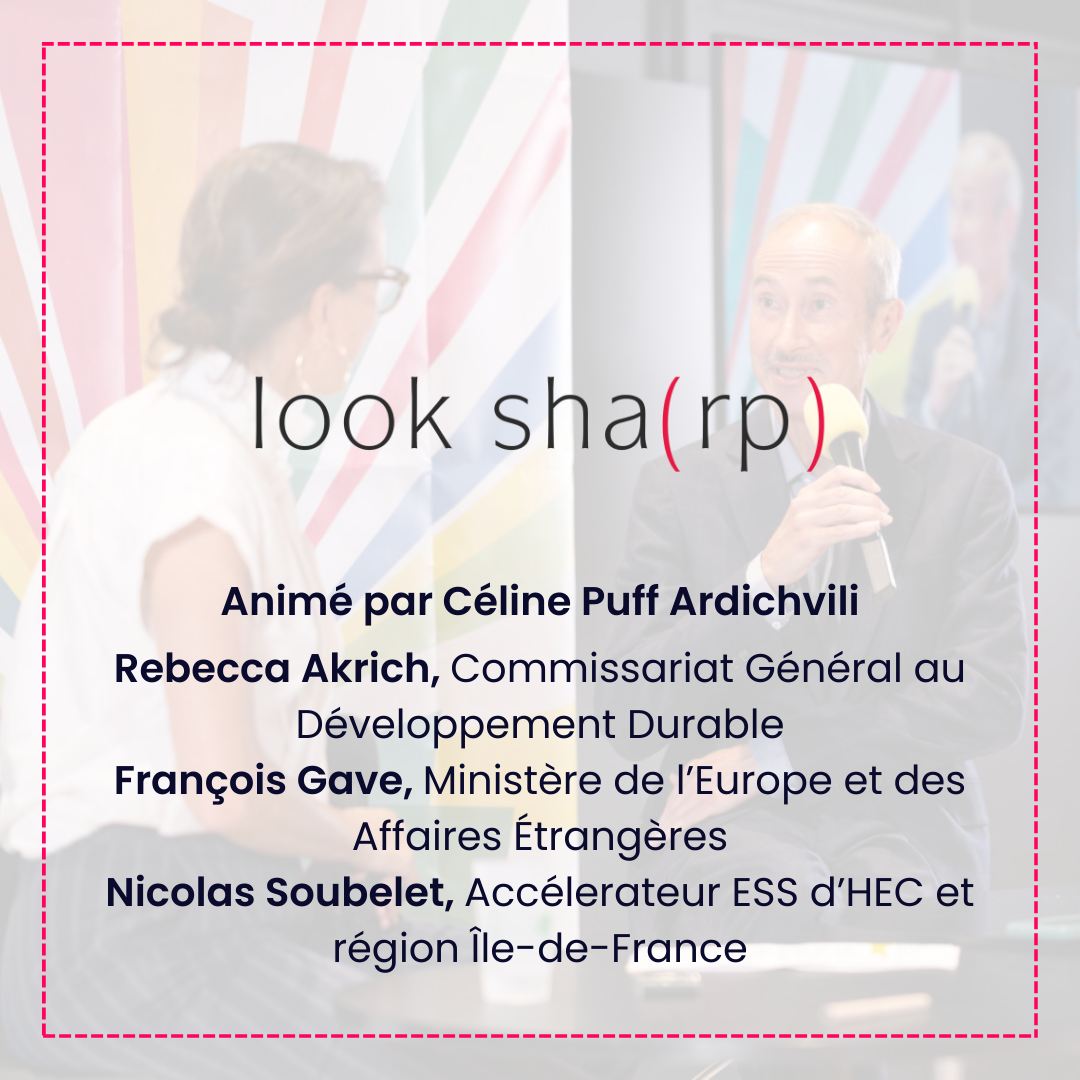 look sha(rp)
Animé par Céline Puff Ardichvili
Rebecca Akrich, Commissariat Général au
Développement Durable
François Gave, Ministère de l’Europe et des
Affaires Étrangères
Nicolas Soubelet, Accélerateur ESS d’HEC et
région Île-de-France